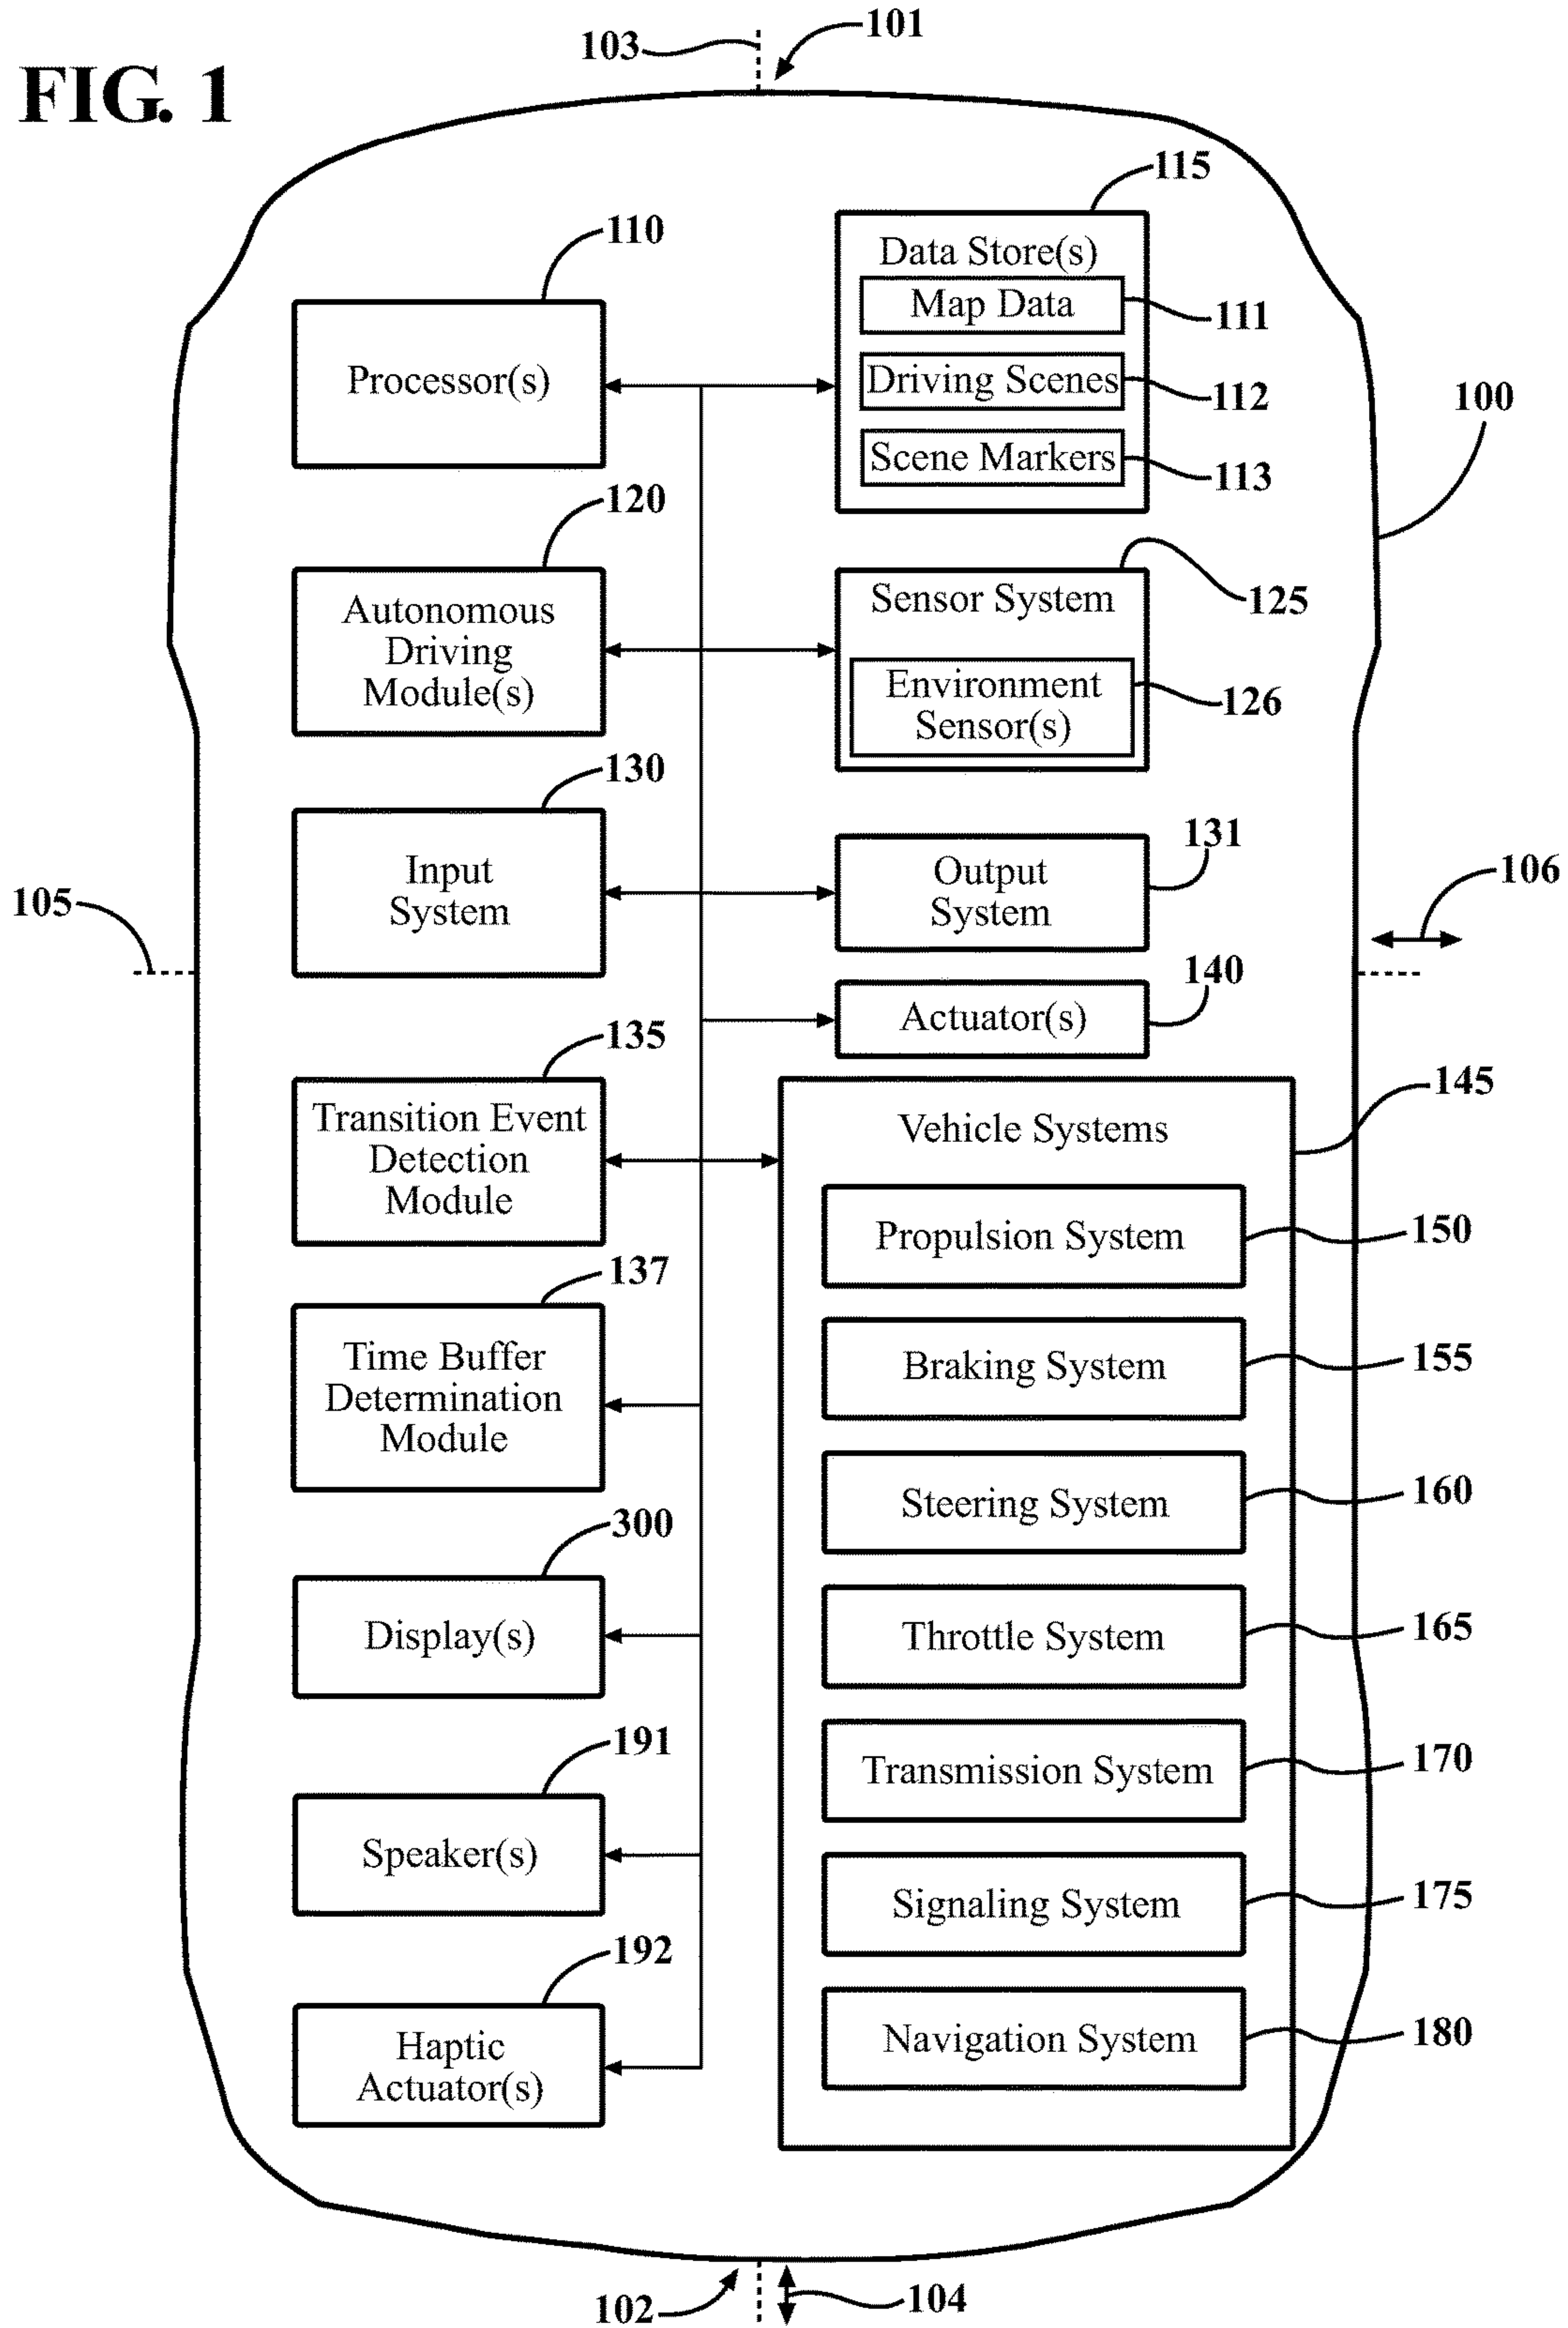 FIG. 1
103
101
115
110
Data Store(s)
Map Data
111
Processor(s)
Driving Scenes
112
100
Scene Markers
113
120
Autonomous
Driving
Module(s)
Sensor System
125
Environment
Sensor(s)
126
130
Input
System
131
Output
System
105
106
140
Actuator(s)
135
Transition Event
Detection
Module
145
Vehicle Systems
Propulsion System
150
137
Time Buffer
Determination
Module
Braking System
155
Steering System
160
300
Display(s)
Throttle System
165
191
Speaker(s)
Transmission System
170
Signaling System
175
192
Haptic
Actuator(s)
Navigation System
180
102
104